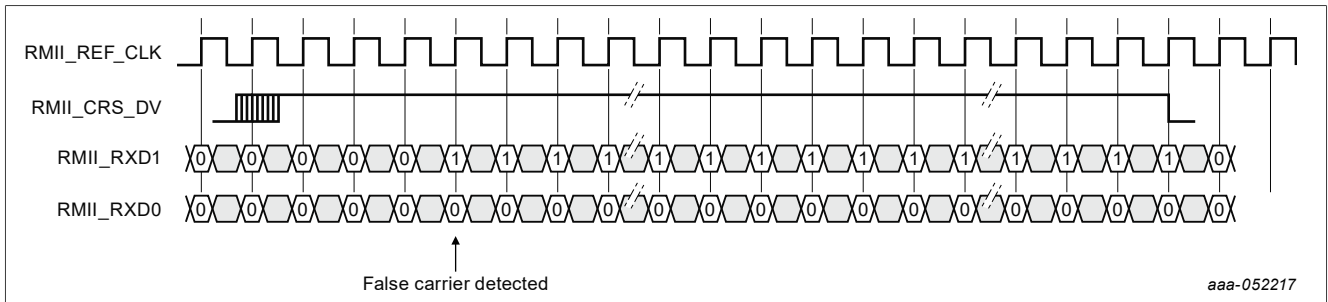 RMII_REF_CLK
RMII_CRS_DV
RMII_RXD1 0 0 0 0 0 1 1 1 1 1 1 1 1 1 1 1 1 1 1 1 0
RMII_RXD0 0 0 0 0 0 0 0 0 0 0 0 0 0 0 0 0 0 0 0 0 0
False carrier detected
aaa-052217